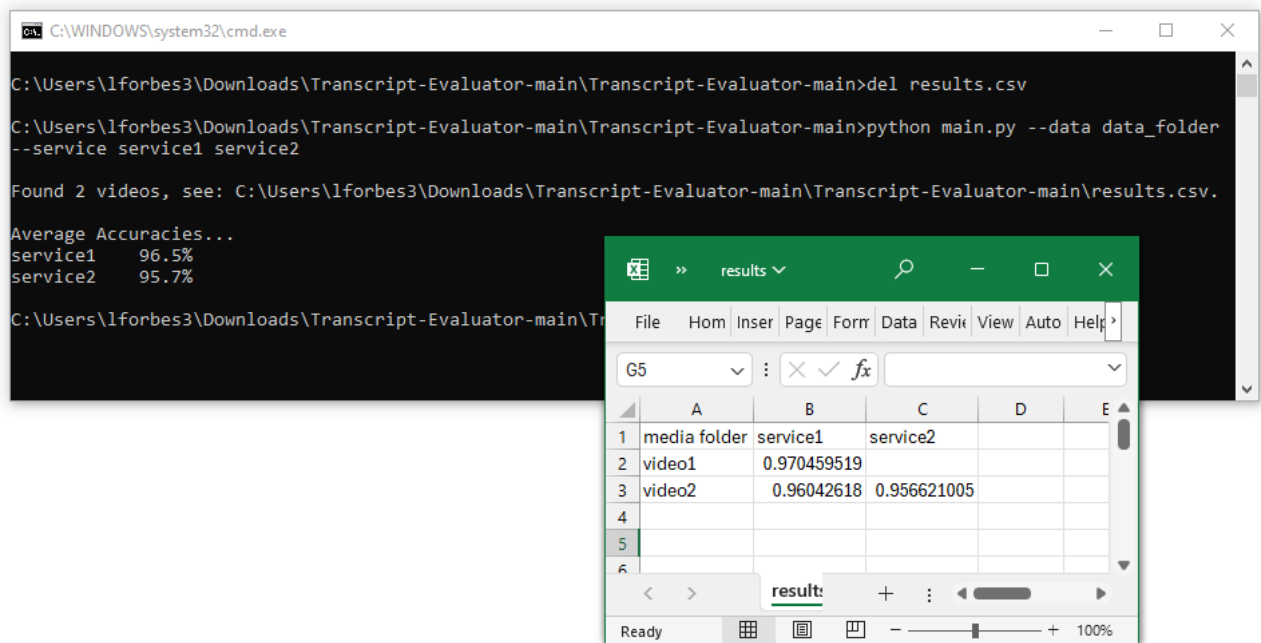 C:\WINDOWS\system32\cmd.exe
C:\Users\lforbes3\Downloads\Transcript-Evaluator-main\Transcript-Evaluator-main>del results.csv
C:\Users\lforbes3\Downloads\Transcript-Evaluator-main\Transcript-Evaluator-main>python main.py --data data_folder
--service service1 service2
Found 2 videos, see: C:\Users\lforbes3\Downloads\Transcript-Evaluator-main\Transcript-Evaluator-main\results.csv.
Average Accuracies...
service1 96.5%
service2 95.7%
C:\Users\lforbes3\Downloads\Transcript-Evaluator-main\Tr
results
File Hom Inser Page Form Data Revie View Auto Help
G5 fx
A B C D E
1 media folder service1 service2
2 video1 0.970459519
3 video2 0.96042618 0.956621005
4
5
6
results
Ready 100%